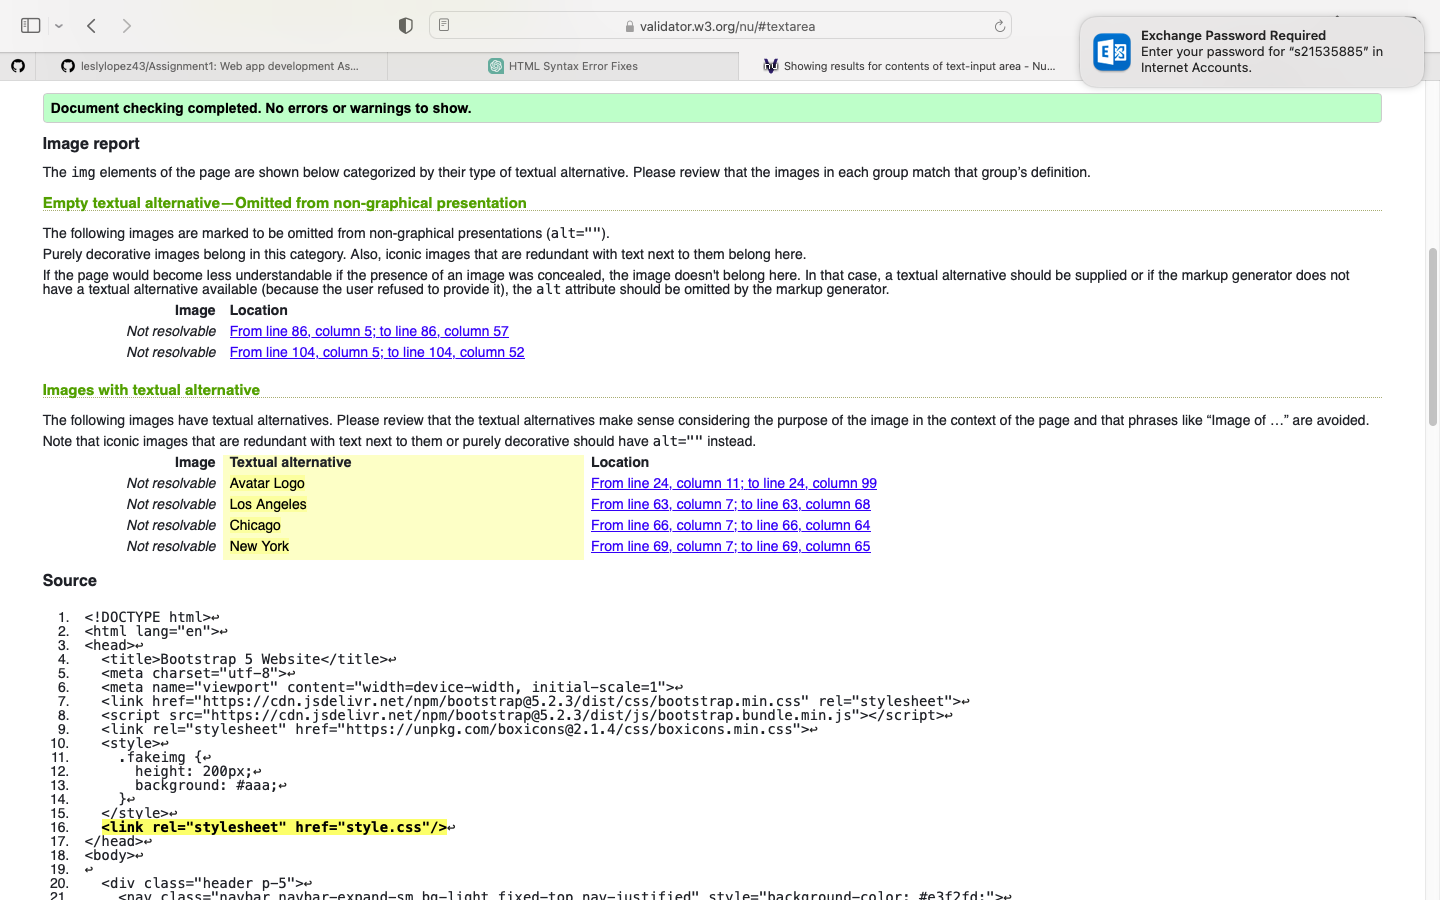 validator.w3.org/nu/#textarea
Exchange Password Required
Enter your password for “s21535885” in
Internet Accounts.
leslylopez43/Assignment1: Web app development As...
HTML Syntax Error Fixes
Showing results for contents of text-input area - Nu...
Document checking completed. No errors or warnings to show.
Image report
The img elements of the page are shown below categorized by their type of textual alternative. Please review that the images in each group match that group’s definition.
Empty textual alternative—Omitted from non-graphical presentation
The following images are marked to be omitted from non-graphical presentations (alt="").
Purely decorative images belong in this category. Also, iconic images that are redundant with text next to them belong here.
If the page would become less understandable if the presence of an image was concealed, the image doesn't belong here. In that case, a textual alternative should be supplied or if the markup generator does not
have a textual alternative available (because the user refused to provide it), the alt attribute should be omitted by the markup generator.
Image Location
Not resolvable From line 86, column 5; to line 86, column 57
Not resolvable From line 104, column 5; to line 104, column 52
Images with textual alternative
The following images have textual alternatives. Please review that the textual alternatives make sense considering the purpose of the image in the context of the page and that phrases like “Image of …” are avoided.
Note that iconic images that are redundant with text next to them or purely decorative should have alt="" instead.
Image Textual alternative Location
Not resolvable Avatar Logo From line 24, column 11; to line 24, column 99
Not resolvable Los Angeles From line 63, column 7; to line 63, column 68
Not resolvable Chicago From line 66, column 7; to line 66, column 64
Not resolvable New York From line 69, column 7; to line 69, column 65
Source
1. <!DOCTYPE html>↩
2. <html lang="en">↩
3. <head>↩
4. <title>Bootstrap 5 Website</title>↩
5. <meta charset="utf-8">↩
6. <meta name="viewport" content="width=device-width, initial-scale=1">↩
7. <link href="https://cdn.jsdelivr.net/npm/bootstrap@5.2.3/dist/css/bootstrap.min.css" rel="stylesheet">↩
8. <script src="https://cdn.jsdelivr.net/npm/bootstrap@5.2.3/dist/js/bootstrap.bundle.min.js"></script>↩
9. <link rel="stylesheet" href="https://unpkg.com/boxicons@2.1.4/css/boxicons.min.css">↩
10. <style>↩
11. .fakeimg {↩
12. height: 200px;↩
13. background: #aaa;↩
14. }↩
15. </style>↩
16. <link rel="stylesheet" href="style.css"/>↩
17. </head>↩
18. <body>↩
19. ↩
20. <div class="header p-5">↩
21. <nav class="navbar navbar-expand-sm bg-light fixed-top nav-justified" style="background-color: #e3f2fd;">↩